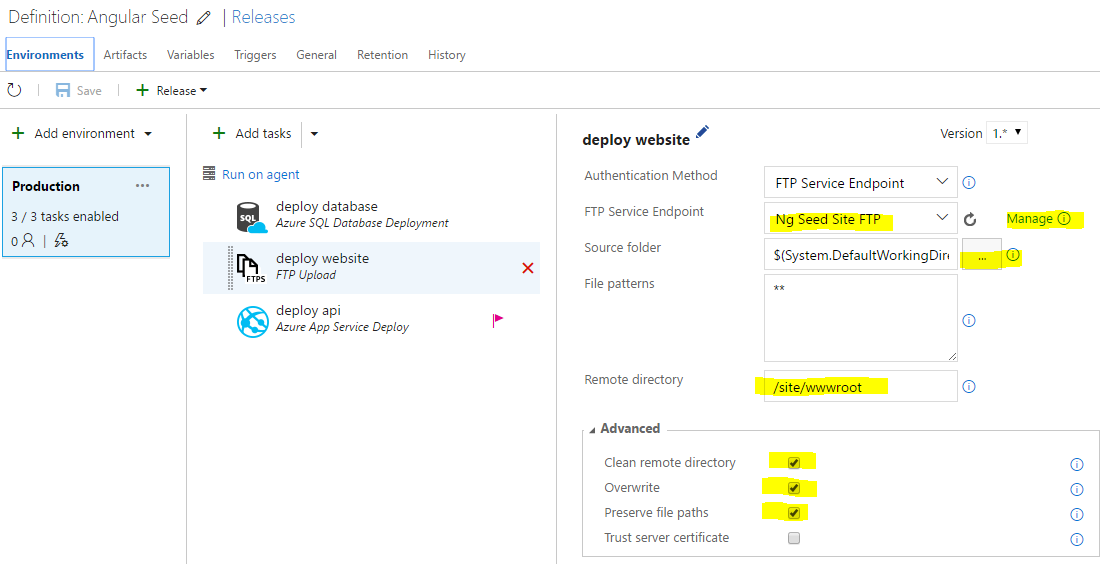 Definition: Angular Seed | Releases
Environments Artifacts Variables Triggers General Retention History
Save Release
Add environment
Production ...
3 / 3 tasks enabled
0
Add tasks
Run on agent
SQL
deploy database
Azure SQL Database Deployment
FTPS
deploy website
FTP Upload
deploy api
Azure App Service Deploy
deploy website
Version 1.*
Authentication Method FTP Service Endpoint
FTP Service Endpoint Ng Seed Site FTP Manage
Source folder $(System.DefaultWorkingDire ...
File patterns **
Remote directory /site/wwwroot
Advanced
Clean remote directory
Overwrite
Preserve file paths
Trust server certificate